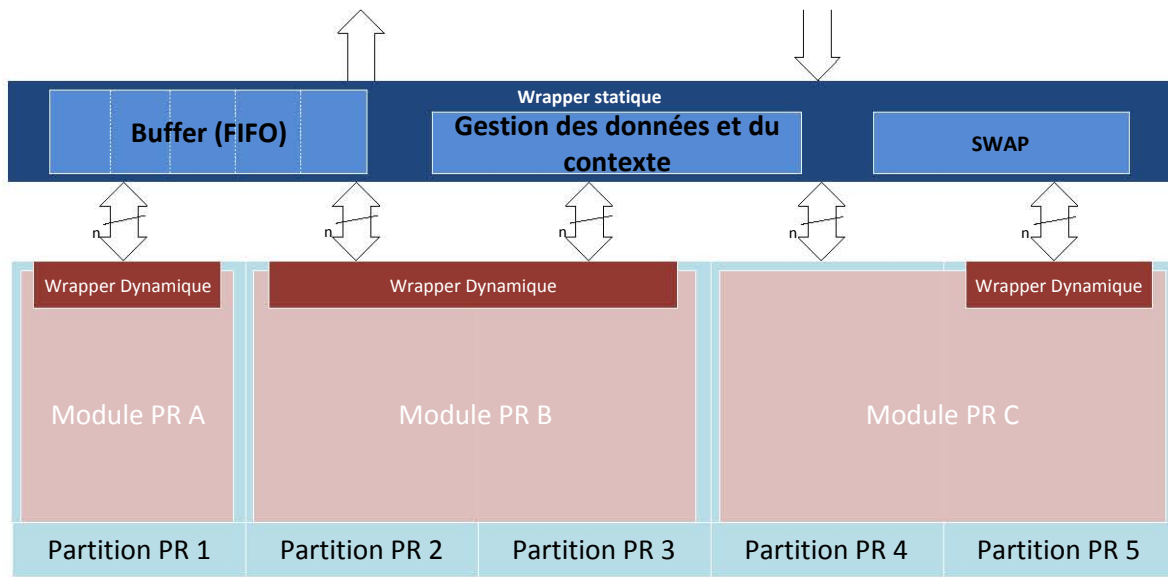 Wrapper statique
Buffer (FIFO)
Gestion des données et du
contexte
SWAP
n
n
n
n
n
Wrapper Dynamique
Wrapper Dynamique
Wrapper Dynamique
Module PR A
Module PR B
Module PR C
Partition PR 1
Partition PR 2
Partition PR 3
Partition PR 4
Partition PR 5